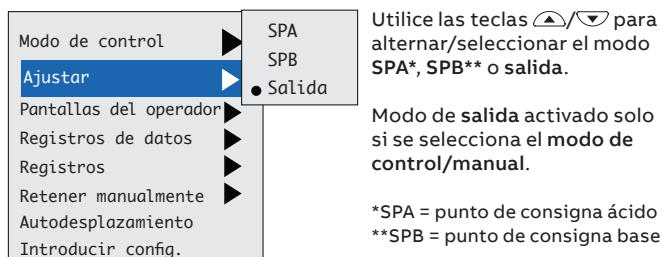 Modo de control
Ajustar
Pantallas del operador
Registros de datos
Registros
Retener manualmente
Autodesplazamiento
Introducir config.
SPA
SPB
Salida
Utilice las teclas / para
alternar/seleccionar el modo
SPA*, SPB** o salida.
Modo de salida activado solo
si se selecciona el modo de
control/manual.
*SPA = punto de consigna ácido
**SPB = punto de consigna base